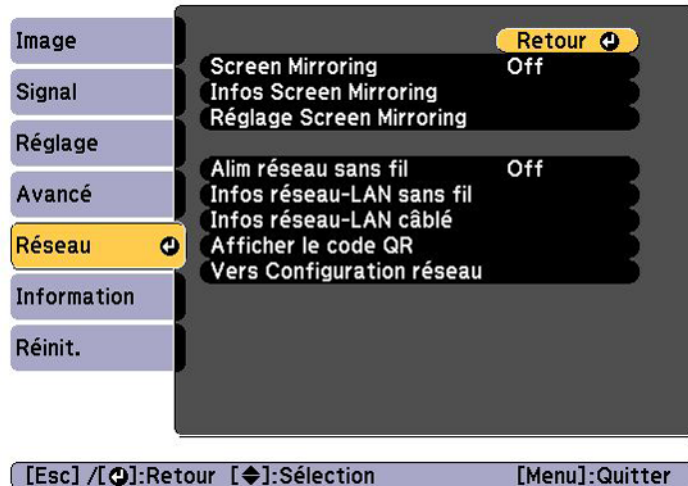 Image
Signal
Réglage
Avancé
Réseau
Information
Réinit.
Retour
Screen Mirroring Off
Infos Screen Mirroring
Réglage Screen Mirroring
Alim réseau sans fil Off
Infos réseau-LAN sans fil
Infos réseau-LAN câblé
Afficher le code QR
Vers Configuration réseau
[Esc] /[⏎]:Retour [◆]:Sélection [Menu]:Quitter